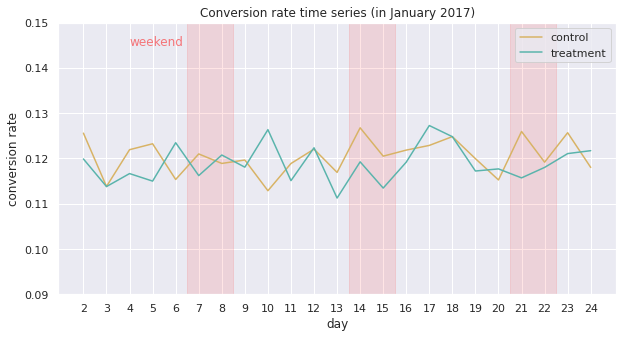 Conversion rate time series (in January 2017)
conversion rate
0.15
0.14
0.13
0.12
0.11
0.10
0.09
weekend
control
treatment
2 3 4 5 6 7 8 9 10 11 12 13 14 15 16 17 18 19 20 21 22 23 24
day